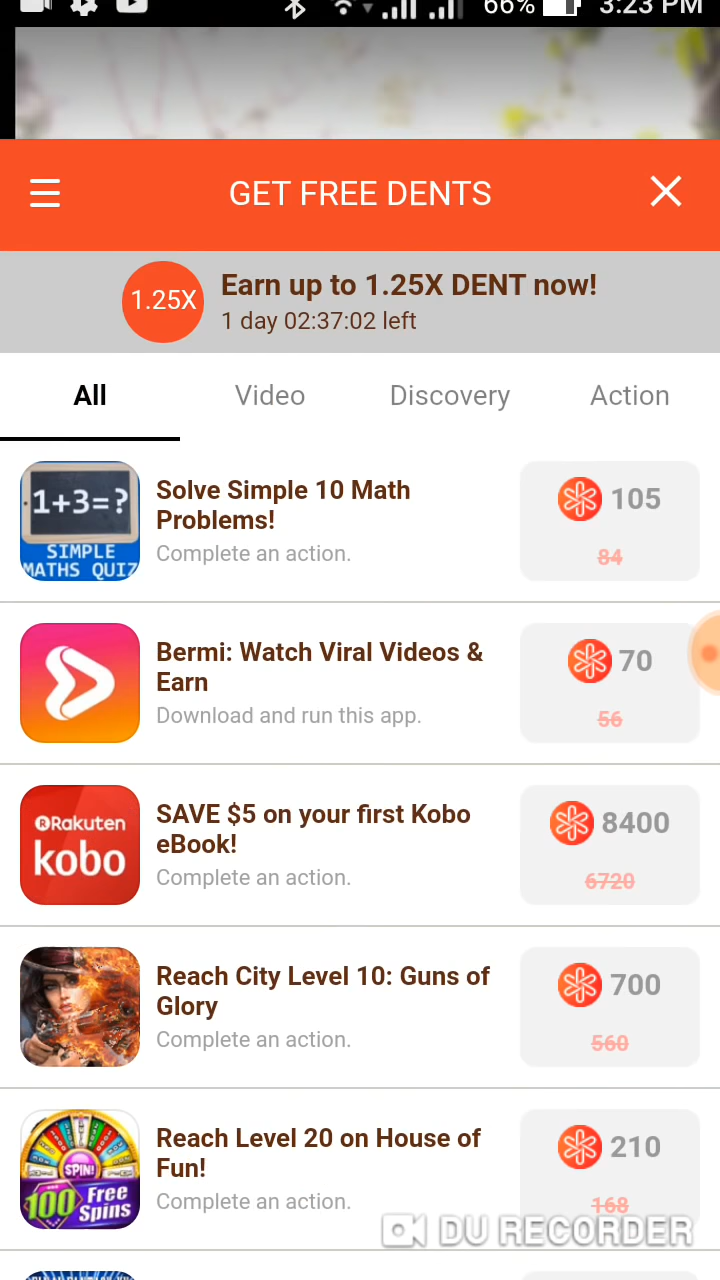 66% 3:23 PM
GET FREE DENTS
1.25X
Earn up to 1.25X DENT now!
1 day 02:37:02 left
All Video Discovery Action
1+3=?
SIMPLE
MATHS QUIZ
Solve Simple 10 Math
Problems!
Complete an action.
105
84
Bermi: Watch Viral Videos &
Earn
Download and run this app.
70
56
Rakuten
kobo
SAVE $5 on your first Kobo
eBook!
Complete an action.
8400
6720
Reach City Level 10: Guns of
Glory
Complete an action.
700
560
SPIN!
100 Free
Spins
Reach Level 20 on House of
Fun!
Complete an action.
210
168
DU RECORDER